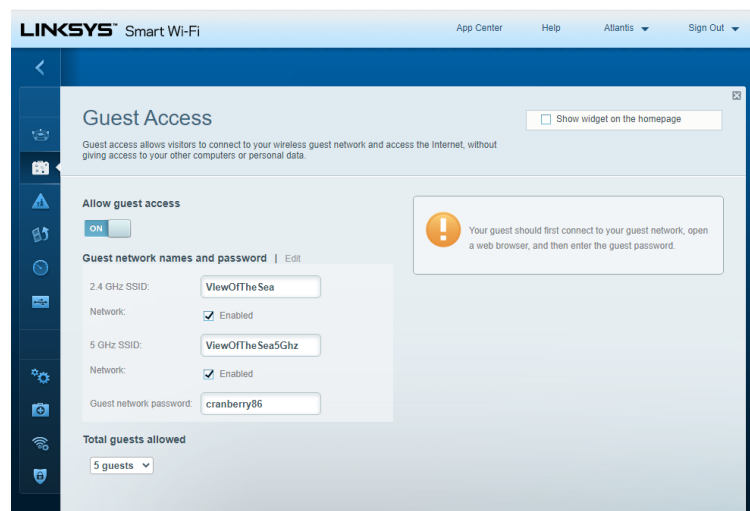 LINKSYS™ Smart Wi-Fi
App Center Help Atlantis Sign Out
Guest Access
Show widget on the homepage
Guest access allows visitors to connect to your wireless guest network and access the Internet, without
giving access to your other computers or personal data.
Allow guest access
ON
Your guest should first connect to your guest network, open
a web browser, and then enter the guest password.
Guest network names and password | Edit
2.4 GHz SSID: VIewOfTheSea
Network: Enabled
5 GHz SSID: ViewOfTheSea5Ghz
Network: Enabled
Guest network password: cranberry86
Total guests allowed
5 guests